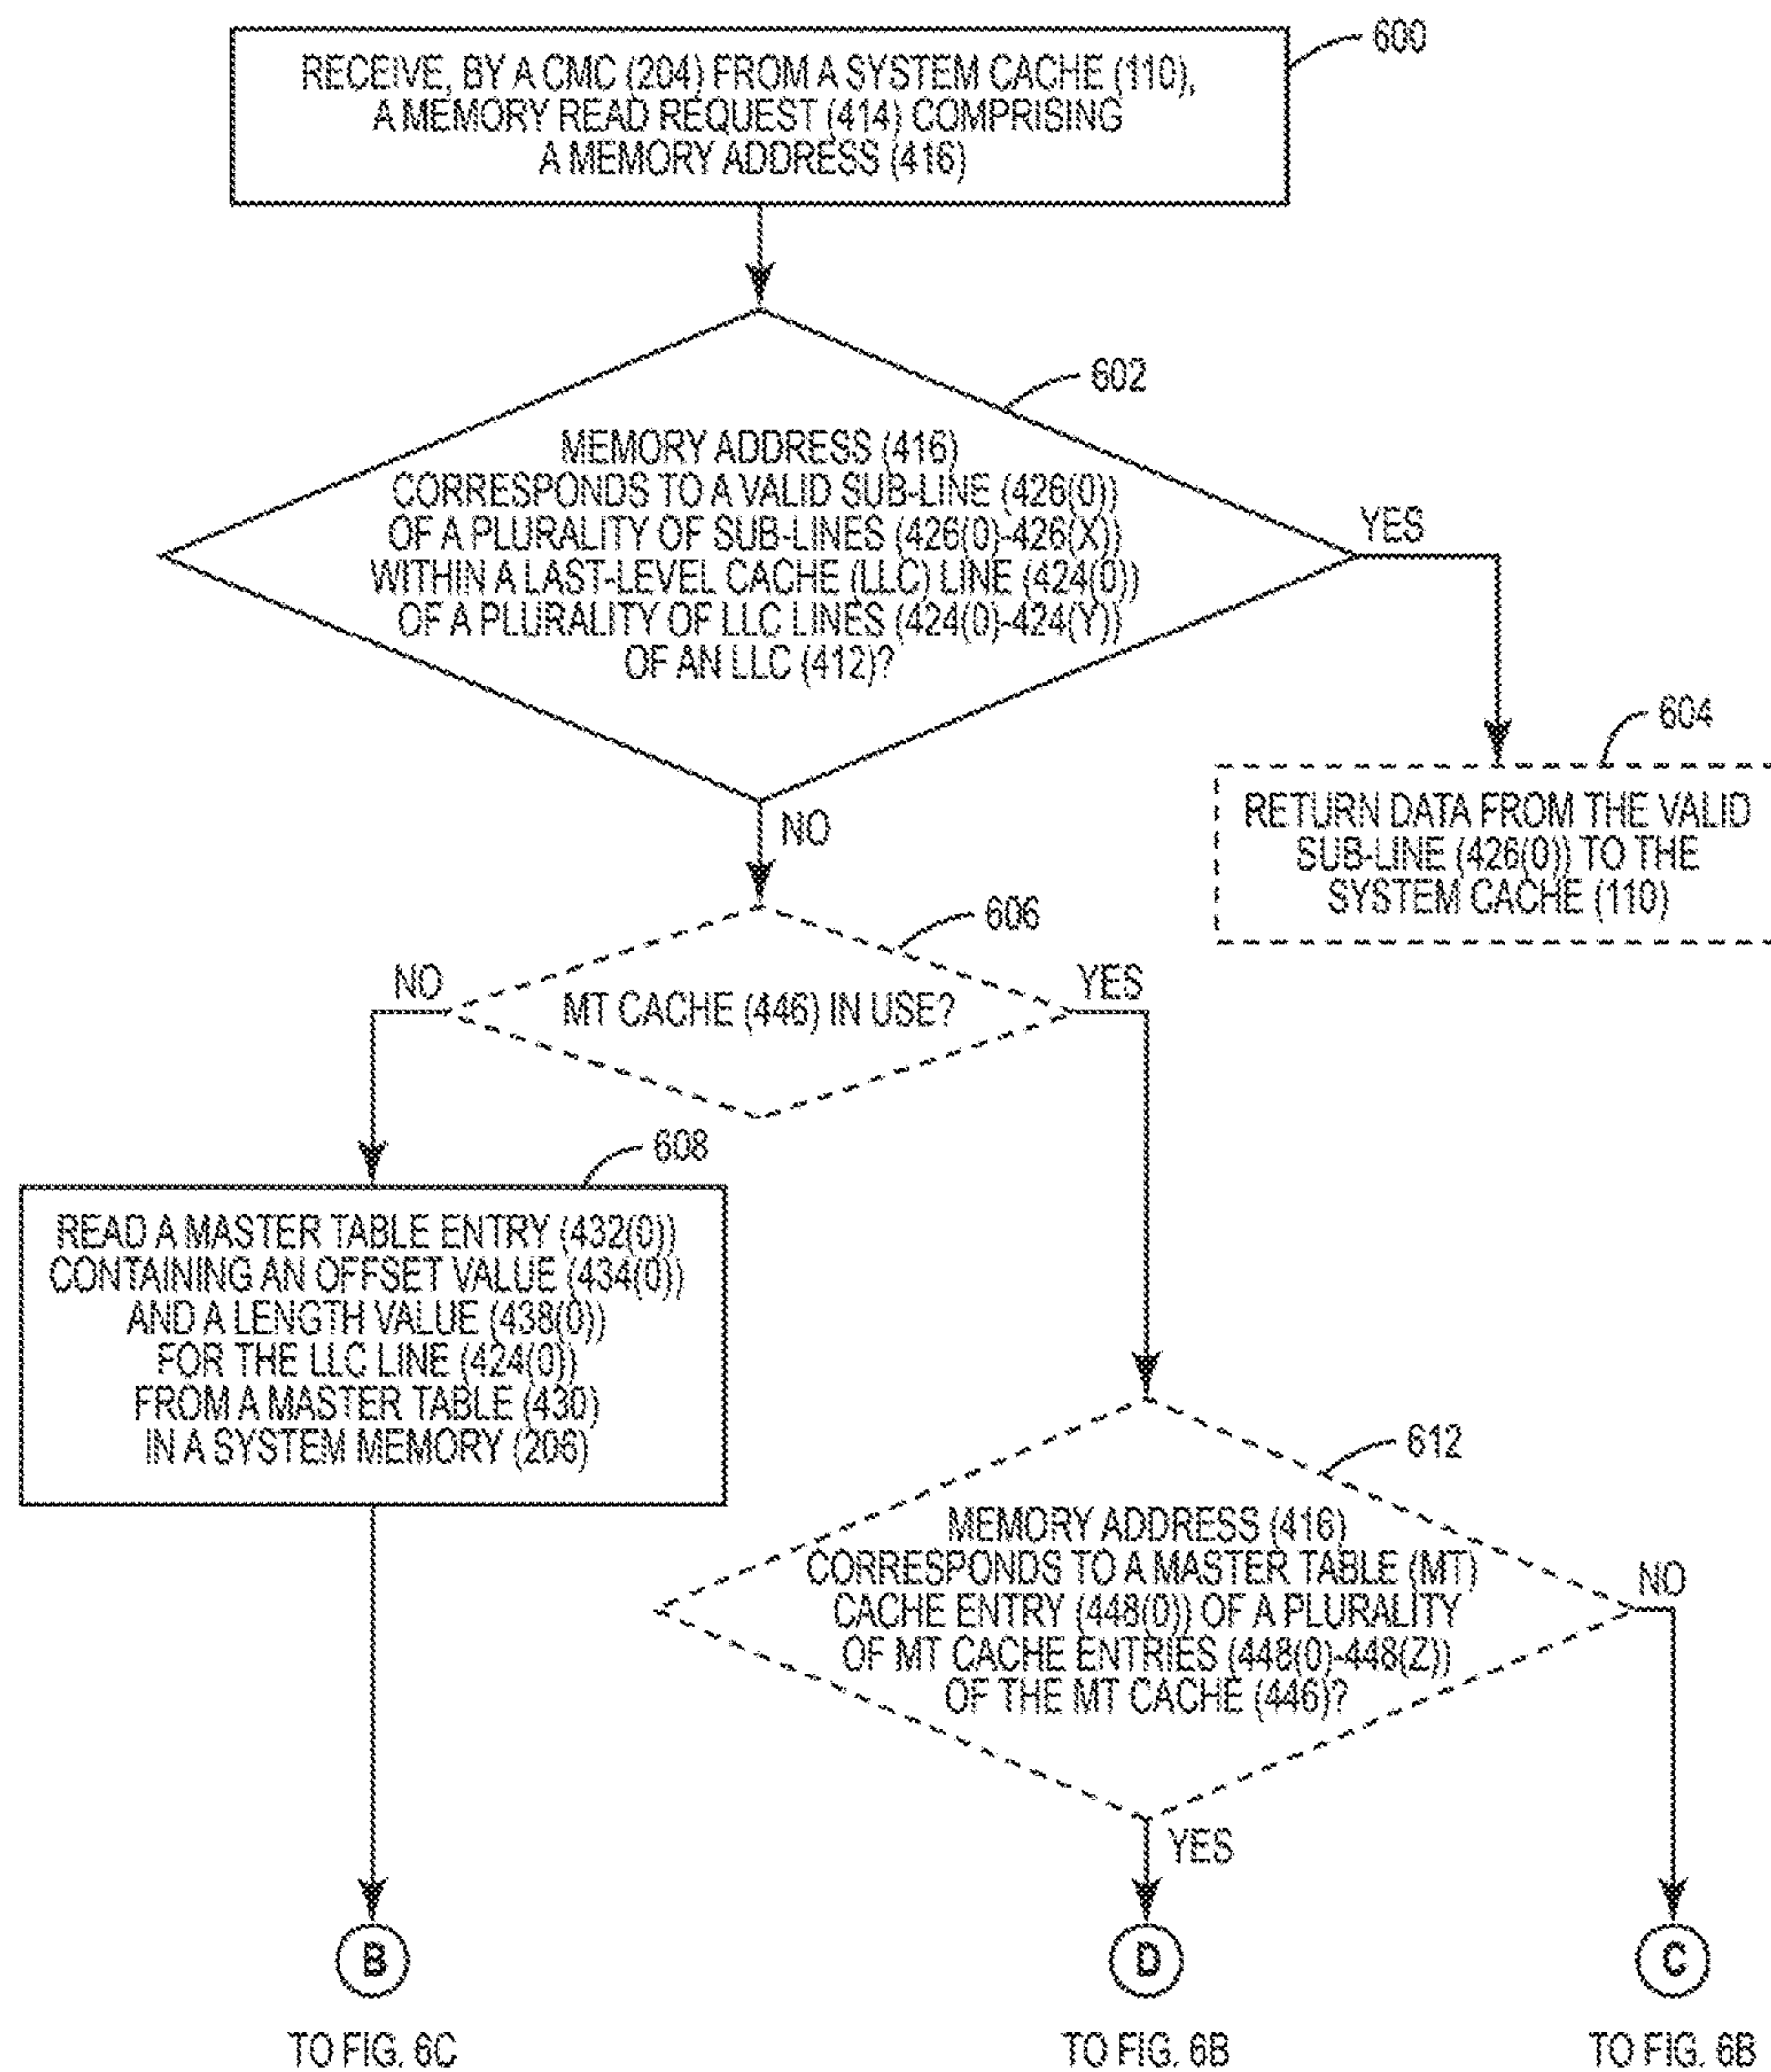 600
RECEIVE, BY A CMC (204) FROM A SYSTEM CACHE (110),
A MEMORY READ REQUEST (414) COMPRISING
A MEMORY ADDRESS (416)
602
MEMORY ADDRESS (416)
CORRESPONDS TO A VALID SUB-LINE (426(0))
OF A PLURALITY OF SUB-LINES (426(0)-426(X))
WITHIN A LAST-LEVEL CACHE (LLC) LINE (424(0))
OF A PLURALITY OF LLC LINES (424(0)-424(Y))
OF AN LLC (412)?
YES
604
RETURN DATA FROM THE VALID
SUB-LINE (426(0)) TO THE
SYSTEM CACHE (110)
NO
606
NO
MT CACHE (446) IN USE?
YES
608
READ A MASTER TABLE ENTRY (432(0))
CONTAINING AN OFFSET VALUE (434(0))
AND A LENGTH VALUE (438(0))
FOR THE LLC LINE (424(0))
FROM A MASTER TABLE (430)
IN A SYSTEM MEMORY (206)
612
MEMORY ADDRESS (416)
CORRESPONDS TO A MASTER TABLE (MT)
CACHE ENTRY (448(0)) OF A PLURALITY
OF MT CACHE ENTRIES (448(0)-448(Z))
OF THE MT CACHE (446)?
NO
YES
B
D
C
TO FIG. 6C
TO FIG. 6B
TO FIG. 6B